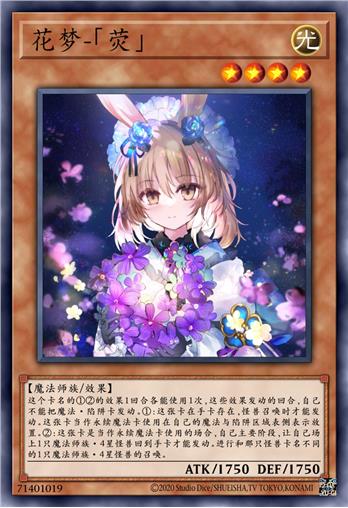 花梦-「荧」
光
【魔法师族/效果】
这个卡名的①②的效果1回合各能使用1次,这些效果发动的回合,自
己不能把魔法·陷阱卡发动。①:这张卡在手卡存在,怪兽召唤时才能发
动。这张卡当作永续魔法卡使用在自己的魔法与陷阱区域表侧表示放
置。②:这张卡是当作永续魔法卡使用的场合,自己主要阶段,让自己场
上1只魔法师族·4星怪兽回到手卡才能发动。进行和那只怪兽卡名不同
的1只魔法师族·4星怪兽的召唤。
ATK/1750 DEF/1750
71401019
©2020 Studio Dice/SHUEISHA,TV TOKYO,KONAMI